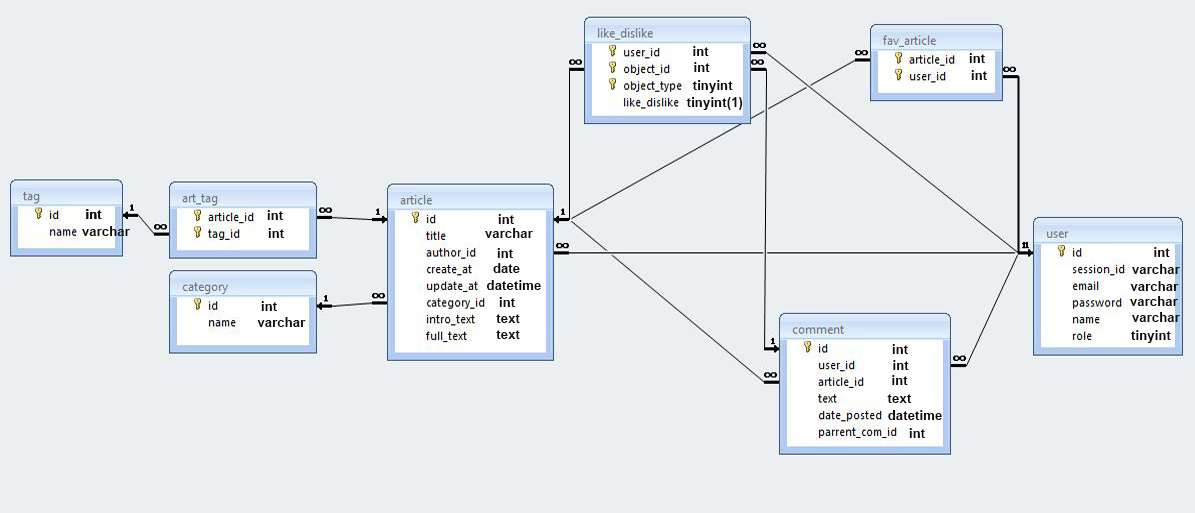 like_dislike
user_id int
object_id int
object_type tinyint
like_dislike tinyint(1)
fav_article
article_id int
user_id int
tag
id int
name varchar
art_tag
article_id int
tag_id int
category
id int
name varchar
article
id int
title varchar
author_id int
create_at date
update_at datetime
category_id int
intro_text text
full_text text
user
id int
session_id varchar
email varchar
password varchar
name varchar
role tinyint
comment
id int
user_id int
article_id int
text text
date_posted datetime
parrent_com_id int
∞
∞
∞
∞
∞
1
∞
∞
1
1
∞
1
∞
11
1
∞
∞